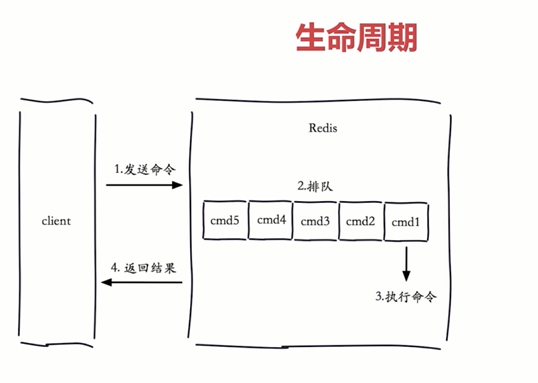 生命周期
Redis
1.发送命令
2.排队
client
cmd5 cmd4 cmd3 cmd2 cmd1
4. 返回结果
3.执行命令